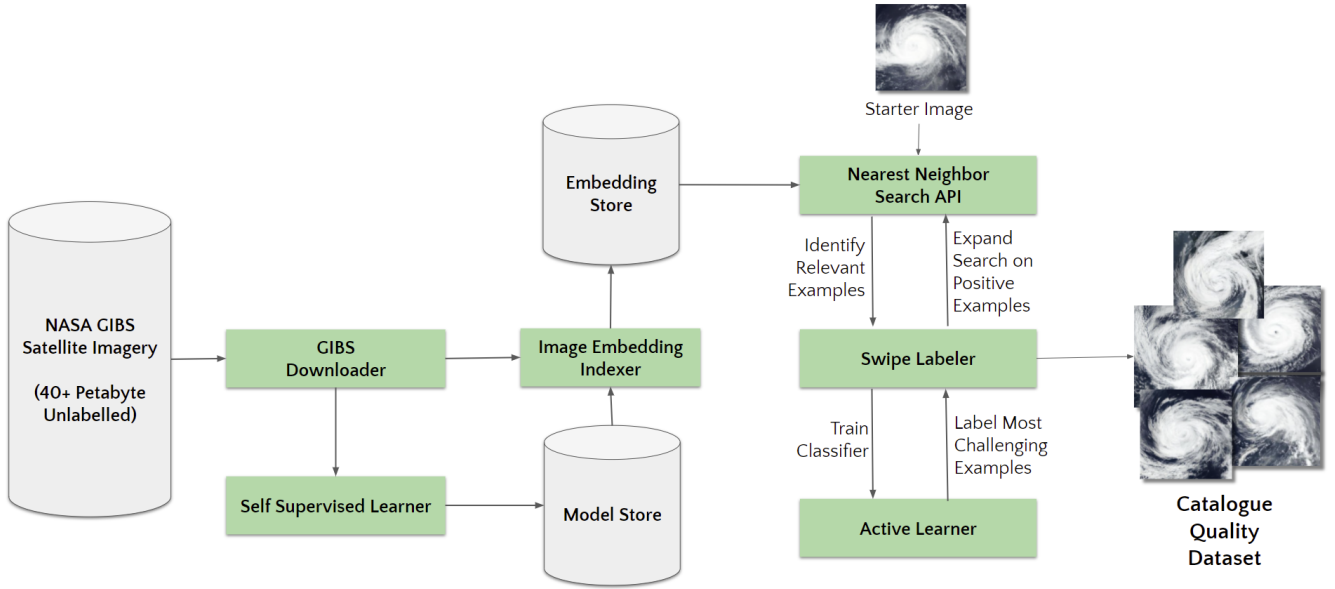 Starter Image
Nearest Neighbor
Search API
Embedding
Store
Identify
Relevant
Examples
Expand
Search on
Positive
Examples
NASA GIBS
Satellite Imagery
(40+ Petabyte
Unlabelled)
GIBS
Downloader
Image Embedding
Indexer
Swipe Labeler
Train
Classifier
Label Most
Challenging
Examples
Self Supervised Learner
Model Store
Active Learner
Catalogue
Quality
Dataset